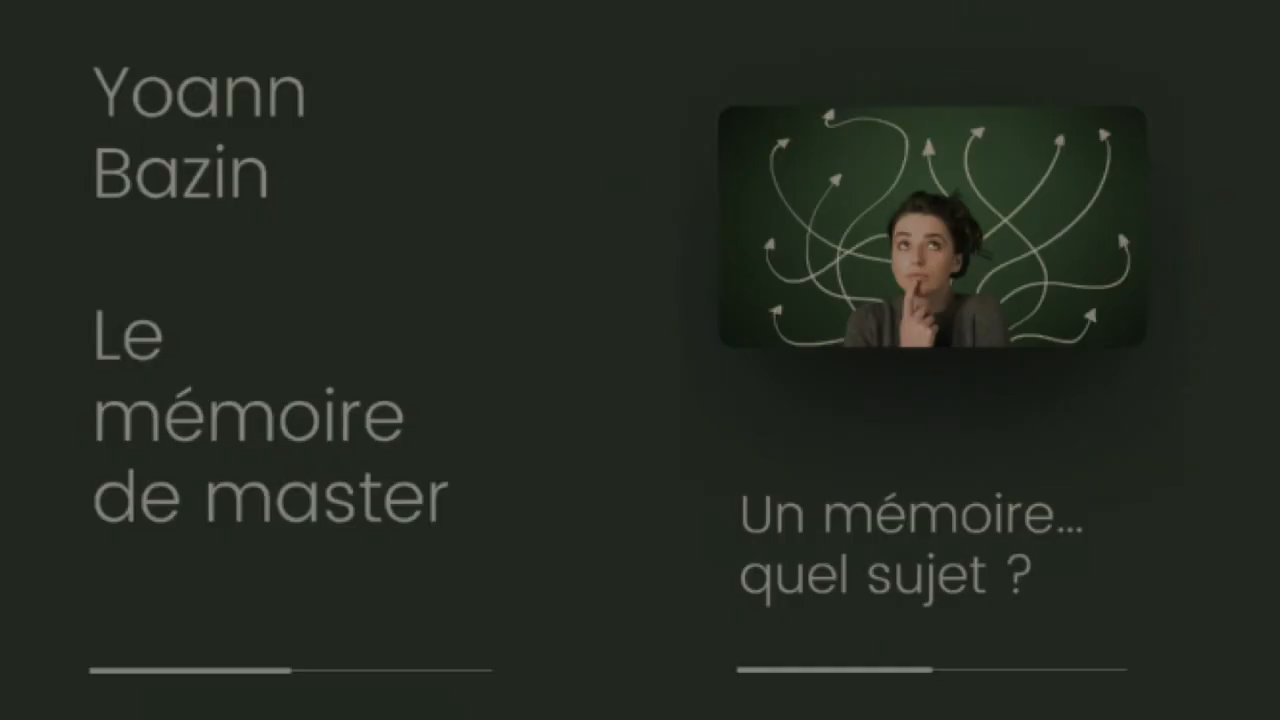 Yoann
Bazin
Le
mémoire
de master
Un mémoire...
quel sujet ?